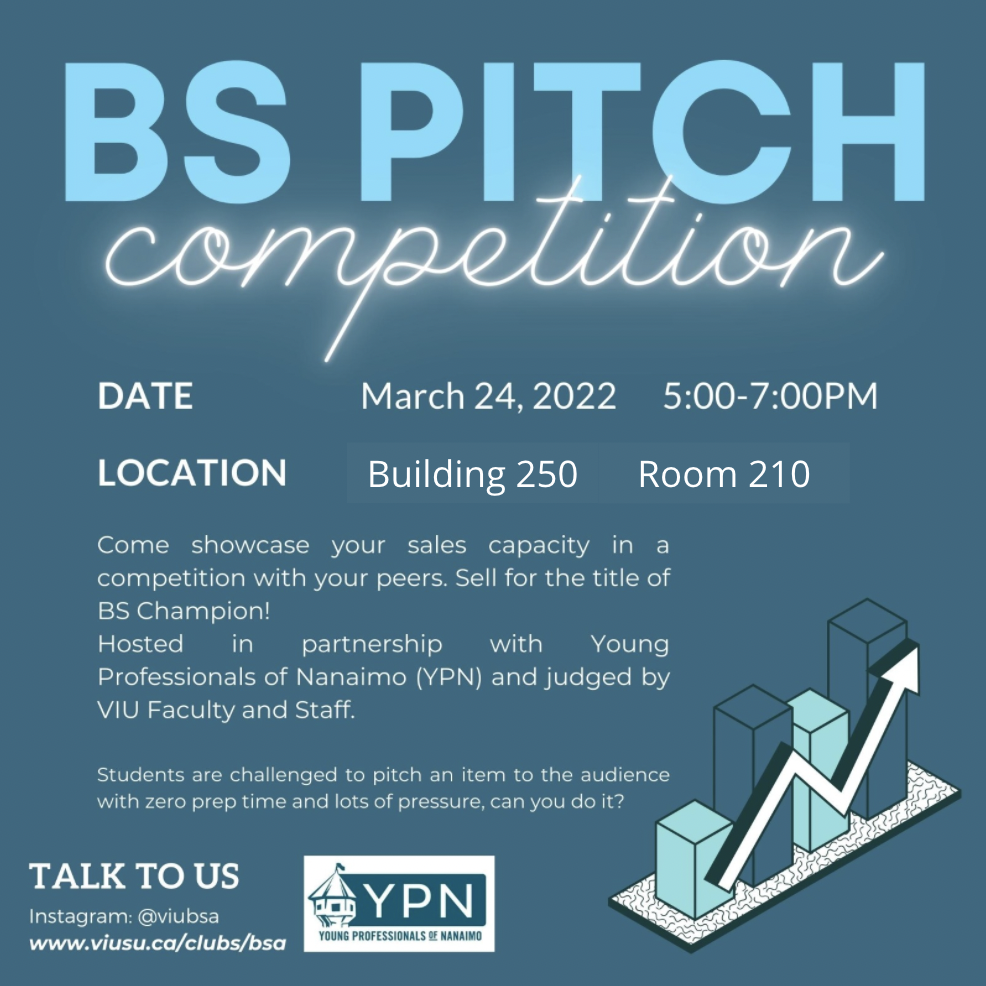 BS PITCH
competition
DATE March 24, 2022 5:00-7:00PM
LOCATION Building 250 Room 210
Come showcase your sales capacity in a
competition with your peers. Sell for the title of
BS Champion!
Hosted in partnership with Young
Professionals of Nanaimo (YPN) and judged by
VIU Faculty and Staff.
Students are challenged to pitch an item to the audience
with zero prep time and lots of pressure, can you do it?
TALK TO US
Instagram: @viubsa
www.viusu.ca/clubs/bsa
YPN
YOUNG PROFESSIONALS OF NANAIMO